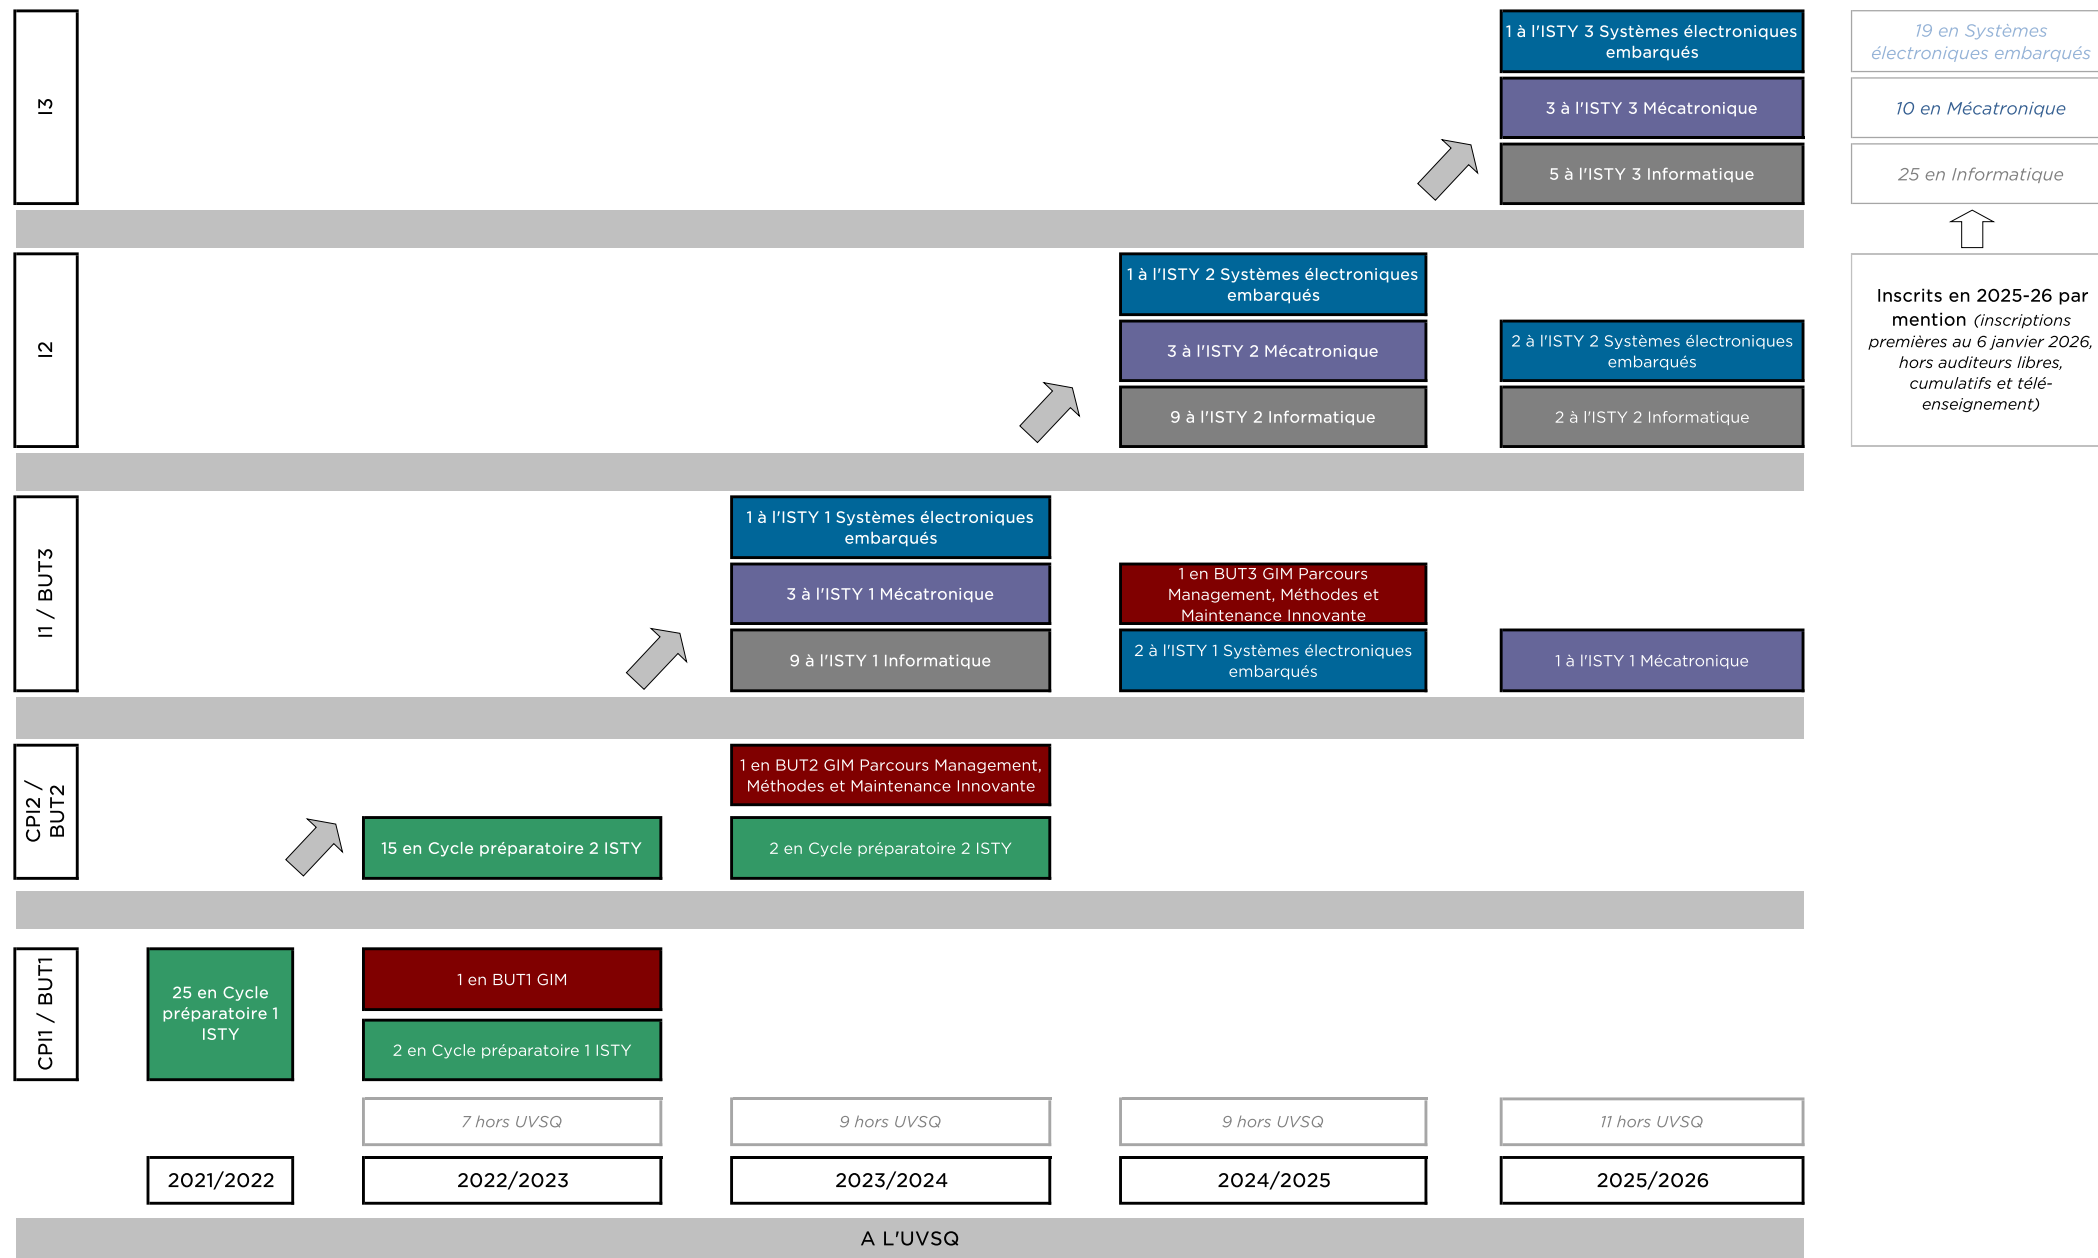 I3
1 à l'ISTY 3 Systèmes électroniques
embarqués
3 à l'ISTY 3 Mécatronique
5 à l'ISTY 3 Informatique
19 en Systèmes
électroniques embarqués
10 en Mécatronique
25 en Informatique
I2
1 à l'ISTY 2 Systèmes électroniques
embarqués
3 à l'ISTY 2 Mécatronique
9 à l'ISTY 2 Informatique
2 à l'ISTY 2 Systèmes électroniques
embarqués
2 à l'ISTY 2 Informatique
Inscrits en 2025-26 par
mention (inscriptions
premières au 6 janvier 2026,
hors auditeurs libres,
cumulatifs et télé-
enseignement)
I1 / BUT3
1 à l'ISTY 1 Systèmes électroniques
embarqués
3 à l'ISTY 1 Mécatronique
9 à l'ISTY 1 Informatique
1 en BUT3 GIM Parcours
Management, Méthodes et
Maintenance Innovante
2 à l'ISTY 1 Systèmes électroniques
embarqués
1 à l'ISTY 1 Mécatronique
CPI2 /
BUT2
15 en Cycle préparatoire 2 ISTY
1 en BUT2 GIM Parcours Management,
Méthodes et Maintenance Innovante
2 en Cycle préparatoire 2 ISTY
CPI1 / BUT1
25 en Cycle
préparatoire 1
ISTY
1 en BUT1 GIM
2 en Cycle préparatoire 1 ISTY
7 hors UVSQ
9 hors UVSQ
9 hors UVSQ
11 hors UVSQ
2021/2022
2022/2023
2023/2024
2024/2025
2025/2026
A L'UVSQ